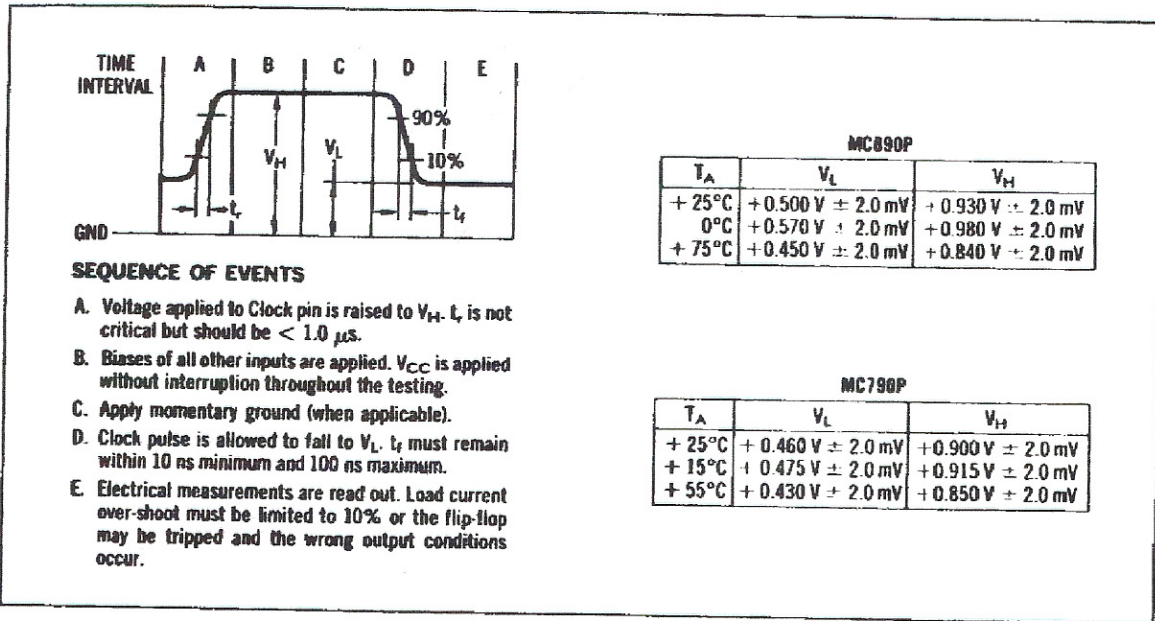 TIME INTERVAL
A B C D E
90%
10%
VH
VL
tr
tf
GND
SEQUENCE OF EVENTS
A. Voltage applied to Clock pin is raised to VH. tr is not
critical but should be < 1.0 μs.
B. Biases of all other inputs are applied. VCC is applied
without interruption throughout the testing.
C. Apply momentary ground (when applicable).
D. Clock pulse is allowed to fall to VL. tf must remain
within 10 ns minimum and 100 ns maximum.
E. Electrical measurements are read out. Load current
over-shoot must be limited to 10% or the flip-flop
may be tripped and the wrong output conditions
occur.
MC890P
TA VL VH
+ 25°C + 0.500 V ± 2.0 mV + 0.930 V ± 2.0 mV
0°C + 0.570 V ± 2.0 mV + 0.980 V ± 2.0 mV
+ 75°C + 0.450 V ± 2.0 mV + 0.840 V ± 2.0 mV
MC790P
TA VL VH
+ 25°C + 0.460 V ± 2.0 mV + 0.900 V ± 2.0 mV
+ 15°C + 0.475 V ± 2.0 mV + 0.915 V ± 2.0 mV
+ 55°C + 0.430 V ± 2.0 mV + 0.850 V ± 2.0 mV